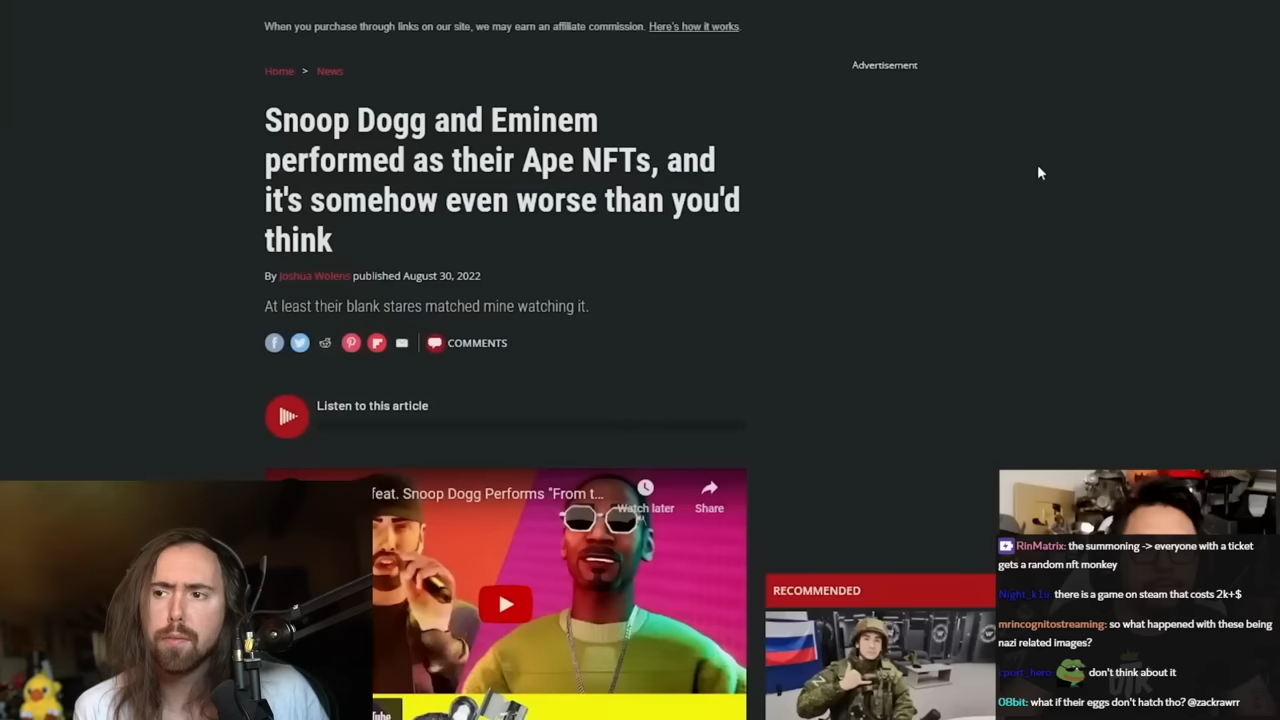 When you purchase through links on our site, we may earn an affiliate commission. Here's how it works.
Home > News
Advertisement
Snoop Dogg and Eminem
performed as their Ape NFTs, and
it's somehow even worse than you'd
think
By Joshua Wolens published August 30, 2022
At least their blank stares matched mine watching it.
COMMENTS
Listen to this article
feat. Snoop Dogg Performs "From t...
Watch later
Share
RECOMMENDED
RinMatrix: the summoning -> everyone with a ticket
gets a random nft monkey
there is a game on steam that costs 2k+$
mrincognitostreaming: so what happened with these being
nazi related images?
don't think about it
08bit: what if their eggs don't hatch tho? @zackrawrr